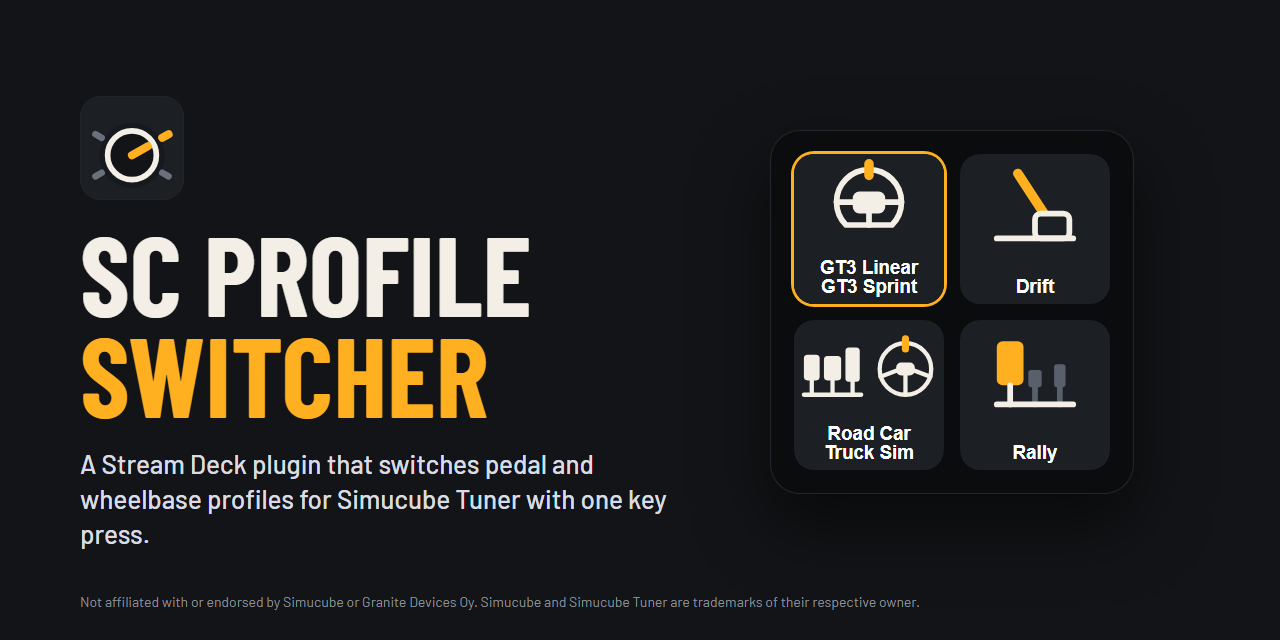 SC PROFILE
SWITCHER
A Stream Deck plugin that switches pedal and
wheelbase profiles for Simucube Tuner with one key
press.
GT3 Linear
GT3 Sprint
Drift
Road Car
Truck Sim
Rally
Not affiliated with or endorsed by Simucube or Granite Devices Oy. Simucube and Simucube Tuner are trademarks of their respective owner.